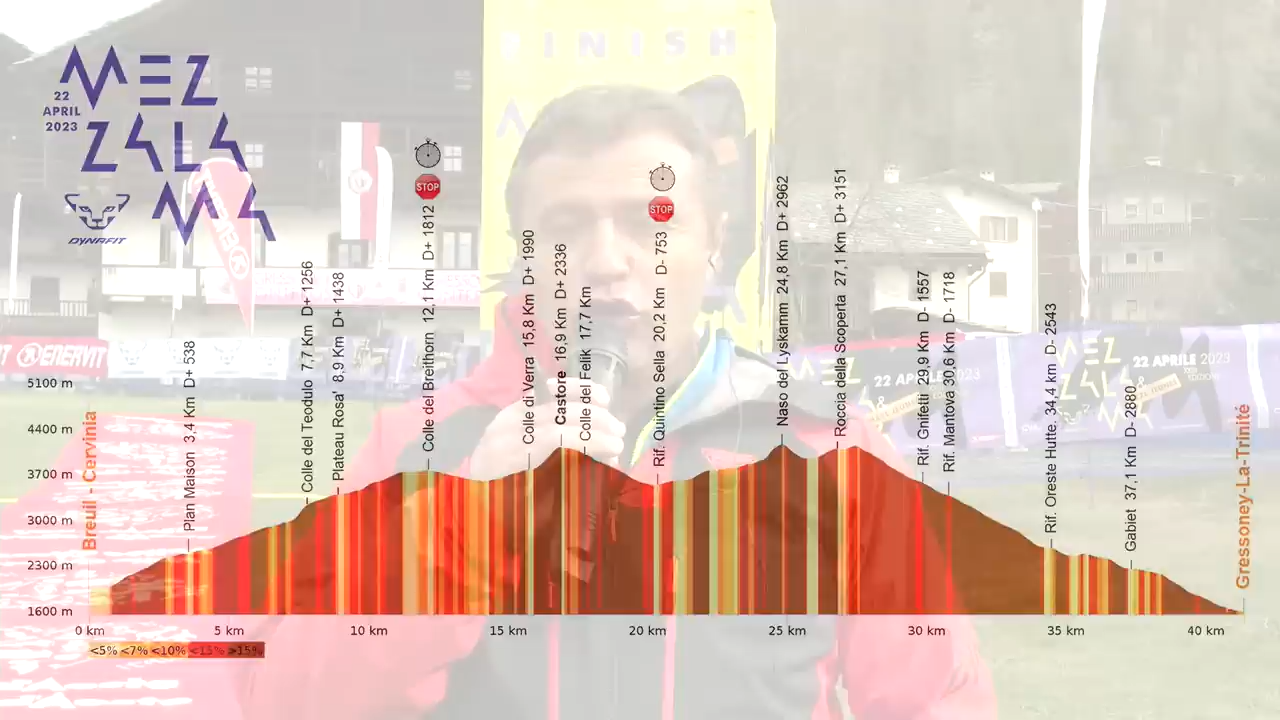 FINISH
MEZ
ZALA
MA
22
APRIL
2023
DYNAFIT
STOP
STOP
Breuil - Cervinia
Plan Maison 3,4 Km D+ 538
Colle del Teodulo 7,7 Km D+ 1256
Plateau Rosa' 8,9 Km D+ 1438
Colle del Breithorn 12,1 Km D+ 1812
Colle di Verra 15,8 Km D+ 1990
Castore 16,9 Km D+ 2336
Colle del Felik 17,7 Km
Rif. Quintino Sella 20,2 Km D- 753
Naso del Lyskamm 24,8 Km D+ 2962
Roccia della Scoperta 27,1 Km D+ 3151
Rif. Gnifetti 29,9 Km D- 1557
Rif. Mantova 30,6 Km D- 1718
Rif. Oreste Hutte. 34,4 km D- 2543
Gabiet 37,1 Km D- 2880
Gressoney-La-Trinité
ENERVIT
22 APRILE 2023
MEZ
ZALA
MA
22 APRILE 2023
5100 m
4400 m
3700 m
3000 m
2300 m
1600 m
0 km 5 km 10 km 15 km 20 km 25 km 30 km 35 km 40 km
<5% <7% <10% <15% >15%